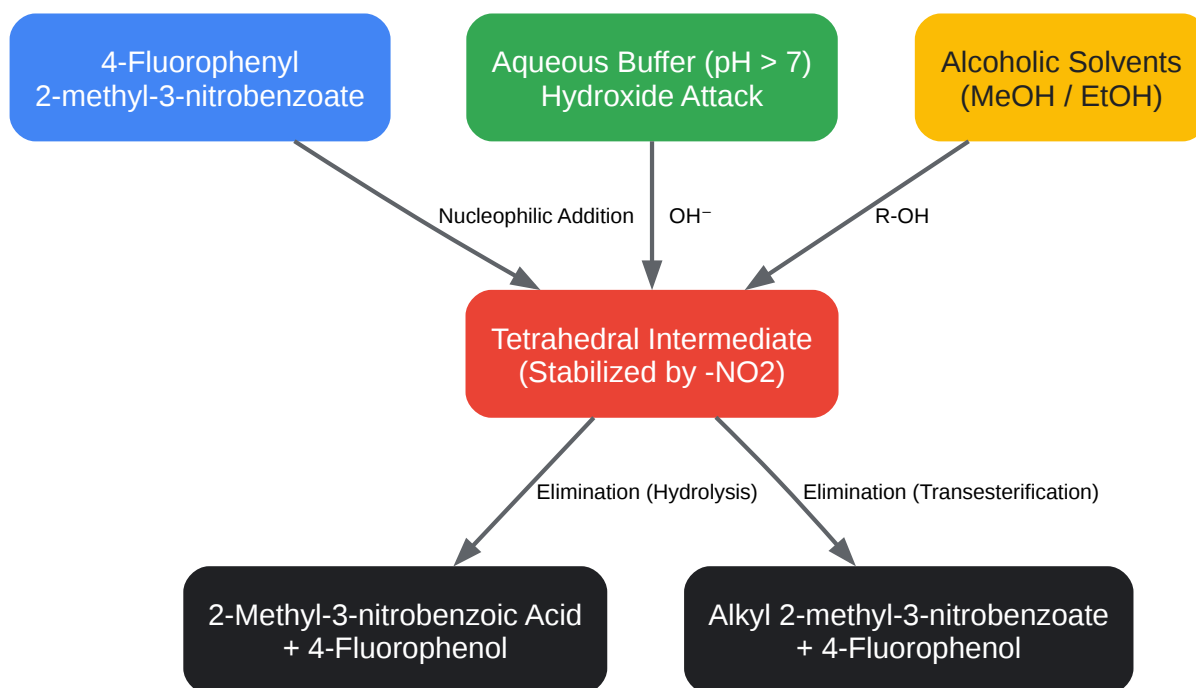 4-Fluorophenyl
2-methyl-3-nitrobenzoate
Aqueous Buffer (pH > 7)
Hydroxide Attack
Alcoholic Solvents
(MeOH / EtOH)
Nucleophilic Addition
OH⁻
R-OH
Tetrahedral Intermediate
(Stabilized by -NO2)
Elimination (Hydrolysis)
Elimination (Transesterification)
2-Methyl-3-nitrobenzoic Acid
+ 4-Fluorophenol
Alkyl 2-methyl-3-nitrobenzoate
+ 4-Fluorophenol